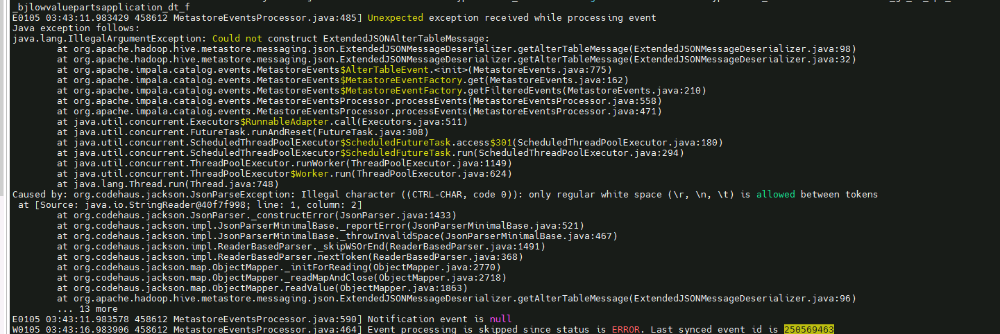 _bjlowvaluepartsapplication_dt_f
E0105 03:43:11.983429 458612 MetastoreEventsProcessor.java:485] Unexpected exception received while processing event
Java exception follows:
java.lang.IllegalArgumentException: Could not construct ExtendedJSONAlterTableMessage:
at org.apache.hadoop.hive.metastore.messaging.json.ExtendedJSONMessageDeserializer.getAlterTableMessage(ExtendedJSONMessageDeserializer.java:98)
at org.apache.hadoop.hive.metastore.messaging.json.ExtendedJSONMessageDeserializer.getAlterTableMessage(ExtendedJSONMessageDeserializer.java:32)
at org.apache.impala.catalog.events.MetastoreEvents$AlterTableEvent.<init>(MetastoreEvents.java:775)
at org.apache.impala.catalog.events.MetastoreEvents$MetastoreEventFactory.get(MetastoreEvents.java:162)
at org.apache.impala.catalog.events.MetastoreEvents$MetastoreEventFactory.getFilteredEvents(MetastoreEvents.java:210)
at org.apache.impala.catalog.events.MetastoreEventsProcessor.processEvents(MetastoreEventsProcessor.java:558)
at org.apache.impala.catalog.events.MetastoreEventsProcessor.processEvents(MetastoreEventsProcessor.java:471)
at java.util.concurrent.Executors$RunnableAdapter.call(Executors.java:511)
at java.util.concurrent.FutureTask.runAndReset(FutureTask.java:308)
at java.util.concurrent.ScheduledThreadPoolExecutor$ScheduledFutureTask.access$301(ScheduledThreadPoolExecutor.java:180)
at java.util.concurrent.ScheduledThreadPoolExecutor$ScheduledFutureTask.run(ScheduledThreadPoolExecutor.java:294)
at java.util.concurrent.ThreadPoolExecutor.runWorker(ThreadPoolExecutor.java:1149)
at java.util.concurrent.ThreadPoolExecutor$Worker.run(ThreadPoolExecutor.java:624)
at java.lang.Thread.run(Thread.java:748)
Caused by: org.codehaus.jackson.JsonParseException: Illegal character ((CTRL-CHAR, code 0)): only regular white space (\r, \n, \t) is allowed between tokens
at [Source: java.io.StringReader@40f7f998; line: 1, column: 2]
at org.codehaus.jackson.JsonParser._constructError(JsonParser.java:1433)
at org.codehaus.jackson.impl.JsonParserMinimalBase._reportError(JsonParserMinimalBase.java:521)
at org.codehaus.jackson.impl.JsonParserMinimalBase._throwInvalidSpace(JsonParserMinimalBase.java:467)
at org.codehaus.jackson.impl.ReaderBasedParser._skipWSOrEnd(ReaderBasedParser.java:1491)
at org.codehaus.jackson.impl.ReaderBasedParser.nextToken(ReaderBasedParser.java:368)
at org.codehaus.jackson.map.ObjectMapper._initForReading(ObjectMapper.java:2770)
at org.codehaus.jackson.map.ObjectMapper._readMapAndClose(ObjectMapper.java:2718)
at org.codehaus.jackson.map.ObjectMapper.readValue(ObjectMapper.java:1863)
at org.apache.hadoop.hive.metastore.messaging.json.ExtendedJSONMessageDeserializer.getAlterTableMessage(ExtendedJSONMessageDeserializer.java:96)
... 13 more
E0105 03:43:11.983578 458612 MetastoreEventsProcessor.java:590] Notification event is null
W0105 03:43:16.983906 458612 MetastoreEventsProcessor.java:464] Event processing is skipped since status is ERROR. Last synced event id is 250569463